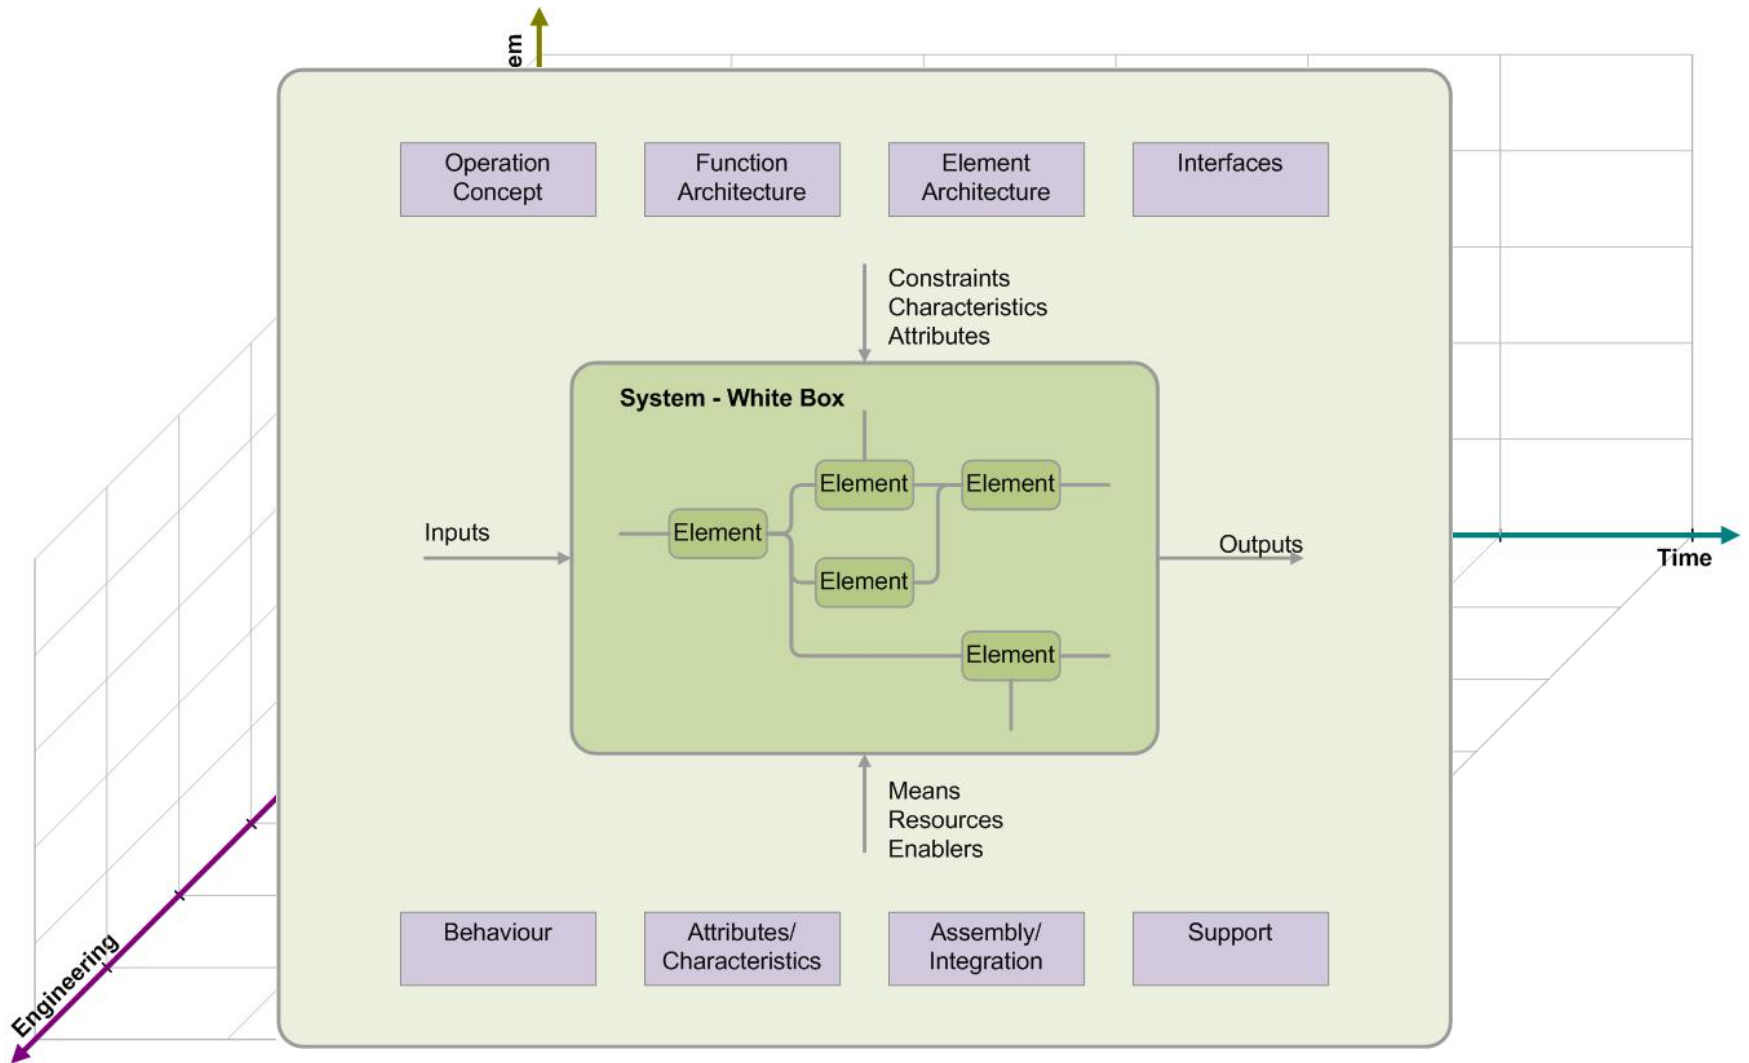 em
Operation
Concept
Function
Architecture
Element
Architecture
Interfaces
Constraints
Characteristics
Attributes
System - White Box
Element
Element
Element
Inputs
Element
Outputs
Time
Element
Means
Resources
Enablers
Behaviour
Attributes/
Characteristics
Assembly/
Integration
Support
Engineering